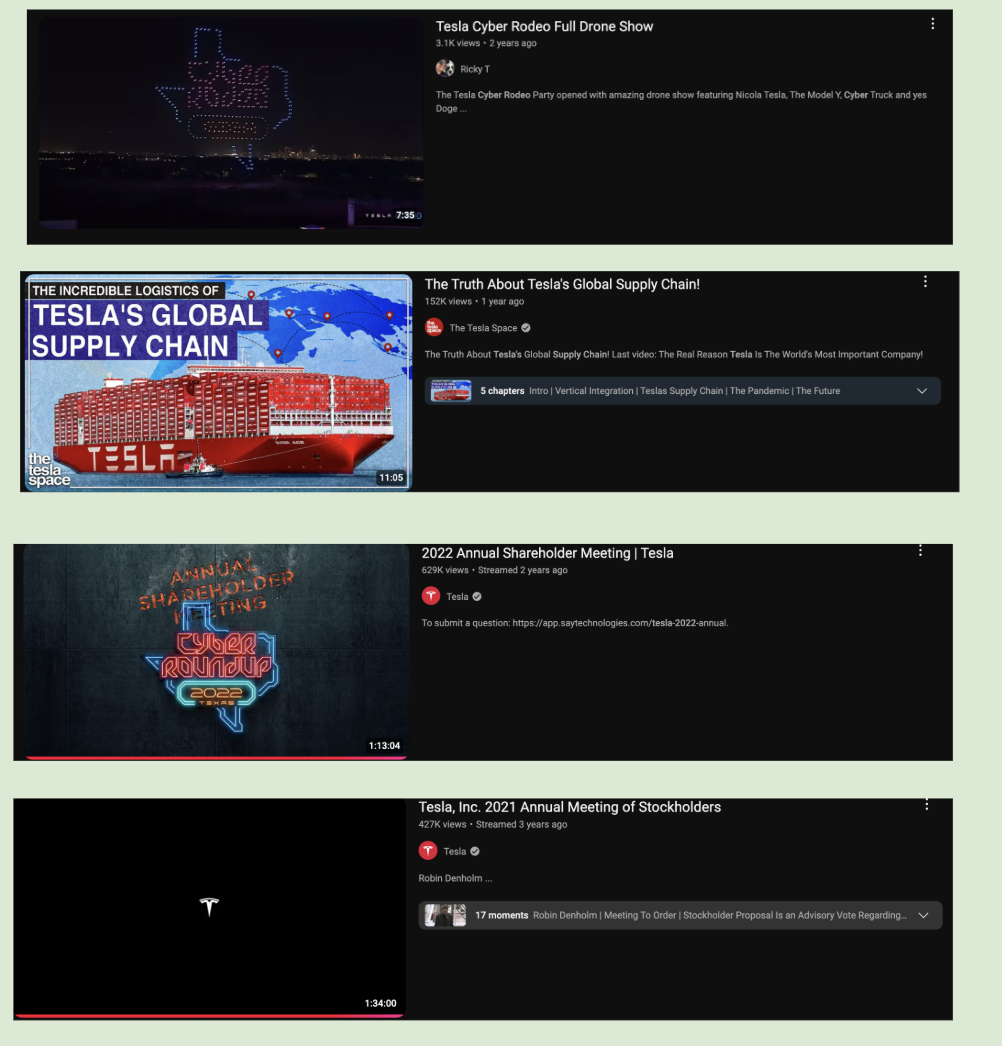 Tesla Cyber Rodeo Full Drone Show
3.1K views • 2 years ago
Ricky T
The Tesla Cyber Rodeo Party opened with amazing drone show featuring Nicola Tesla, The Model Y, Cyber Truck and yes
Doge ...
Cyber
Rodeo
TESLA
7:35
THE INCREDIBLE LOGISTICS OF
TESLA'S GLOBAL
SUPPLY CHAIN
TESLA
the
tesla
space
11:05
The Truth About Tesla's Global Supply Chain!
152K views • 1 year ago
the
tesla
space
The Tesla Space
The Truth About Tesla's Global Supply Chain! Last video: The Real Reason Tesla Is The World's Most Important Company!
5 chapters Intro | Vertical Integration | Teslas Supply Chain | The Pandemic | The Future
ANNUAL
SHAREHOLDER
MEETING
CYBER
ROUNDUP
2022
TEXAS
1:13:04
2022 Annual Shareholder Meeting | Tesla
629K views • Streamed 2 years ago
Tesla
To submit a question: https://app.saytechnologies.com/tesla-2022-annual.
1:34:00
Tesla, Inc. 2021 Annual Meeting of Stockholders
427K views • Streamed 3 years ago
Tesla
Robin Denholm ...
17 moments Robin Denholm | Meeting To Order | Stockholder Proposal Is an Advisory Vote Regarding...